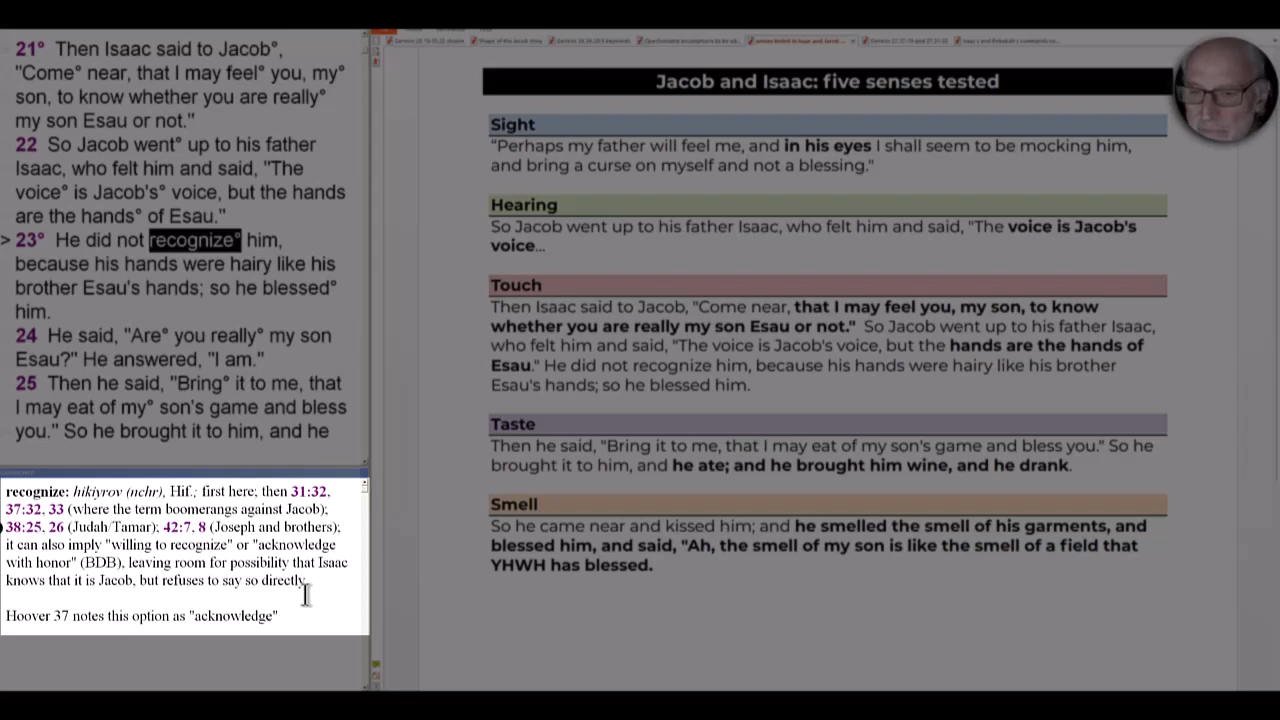 21° Then Isaac said to Jacob°,
"Come° near, that I may feel° you, my°
son, to know whether you are really°
my son Esau or not."
22 So Jacob went° up to his father
Isaac, who felt him and said, "The
voice° is Jacob's° voice, but the hands
are the hands° of Esau."
> 23° He did not recognize° him,
because his hands were hairy like his
brother Esau's hands; so he blessed°
him.
24 He said, "Are° you really° my son
Esau?" He answered, "I am."
25 Then he said, "Bring° it to me, that
I may eat of my° son's game and bless
you." So he brought it to him, and he
recognize: hikiyrov (nchr), Hif.; first here; then 31:32,
37:32, 33 (where the term boomerangs against Jacob);
38:25, 26 (Judah/Tamar); 42:7, 8 (Joseph and brothers);
it can also imply "willing to recognize" or "acknowledge
with honor" (BDB), leaving room for possibility that Isaac
knows that it is Jacob, but refuses to say so directly.
Hoover 37 notes this option as "acknowledge"
Jacob and Isaac: five senses tested
Sight
"Perhaps my father will feel me, and in his eyes I shall seem to be mocking him,
and bring a curse on myself and not a blessing."
Hearing
So Jacob went up to his father Isaac, who felt him and said, "The voice is Jacob's
voice...
Touch
Then Isaac said to Jacob, "Come near, that I may feel you, my son, to know
whether you are really my son Esau or not." So Jacob went up to his father Isaac,
who felt him and said, "The voice is Jacob's voice, but the hands are the hands of
Esau." He did not recognize him, because his hands were hairy like his brother
Esau's hands; so he blessed him.
Taste
Then he said, "Bring it to me, that I may eat of my son's game and bless you." So he
brought it to him, and he ate; and he brought him wine, and he drank.
Smell
So he came near and kissed him; and he smelled the smell of his garments, and
blessed him, and said, "Ah, the smell of my son is like the smell of a field that
YHWH has blessed.